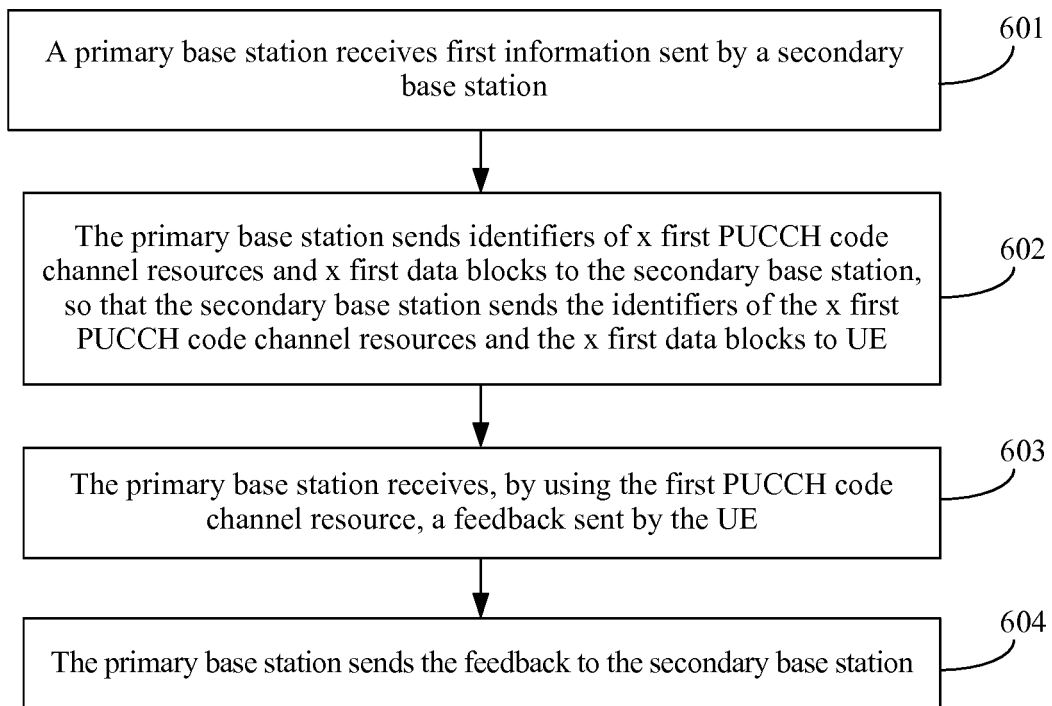 A primary base station receives first information sent by a secondary
base station
601
The primary base station sends identifiers of x first PUCCH code
channel resources and x first data blocks to the secondary base station,
so that the secondary base station sends the identifiers of the x first
PUCCH code channel resources and the x first data blocks to UE
602
The primary base station receives, by using the first PUCCH code
channel resource, a feedback sent by the UE
603
The primary base station sends the feedback to the secondary base station
604